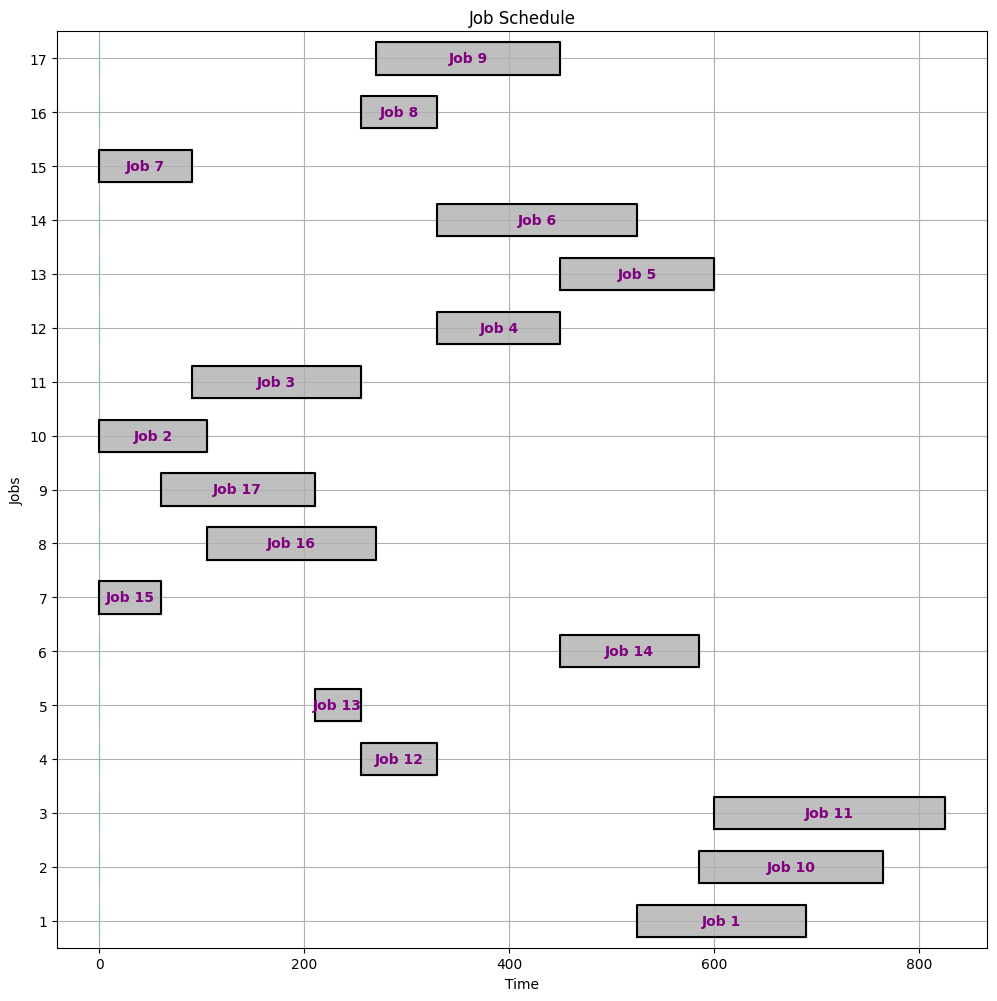 Job Schedule
17
Job 9
16
Job 8
15
Job 7
14
Job 6
13
Job 5
12
Job 4
11
Job 3
10
Job 2
9
Job 17
8
Job 16
7
Job 15
6
Job 14
5
Job 13
4
Job 12
3
Job 11
2
Job 10
1
Job 1
Jobs
0 200 400 600 800
Time